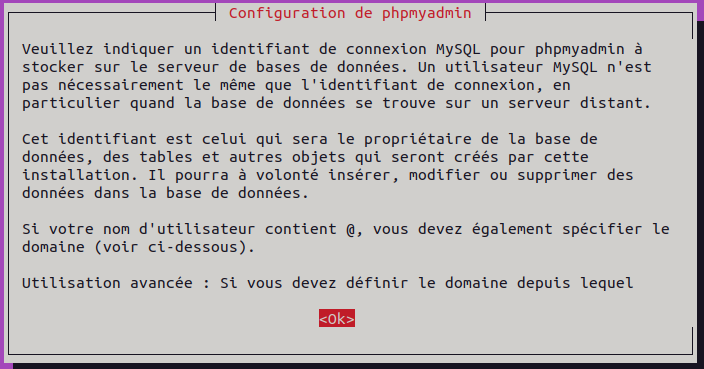 Configuration de phpmyadmin
Veuillez indiquer un identifiant de connexion MySQL pour phpmyadmin à
stocker sur le serveur de bases de données. Un utilisateur MySQL n'est
pas nécessairement le même que l'identifiant de connexion, en
particulier quand la base de données se trouve sur un serveur distant.
Cet identifiant est celui qui sera le propriétaire de la base de
données, des tables et autres objets qui seront créés par cette
installation. Il pourra à volonté insérer, modifier ou supprimer des
données dans la base de données.
Si votre nom d'utilisateur contient @, vous devez également spécifier le
domaine (voir ci-dessous).
Utilisation avancée : Si vous devez définir le domaine depuis lequel
<Ok>